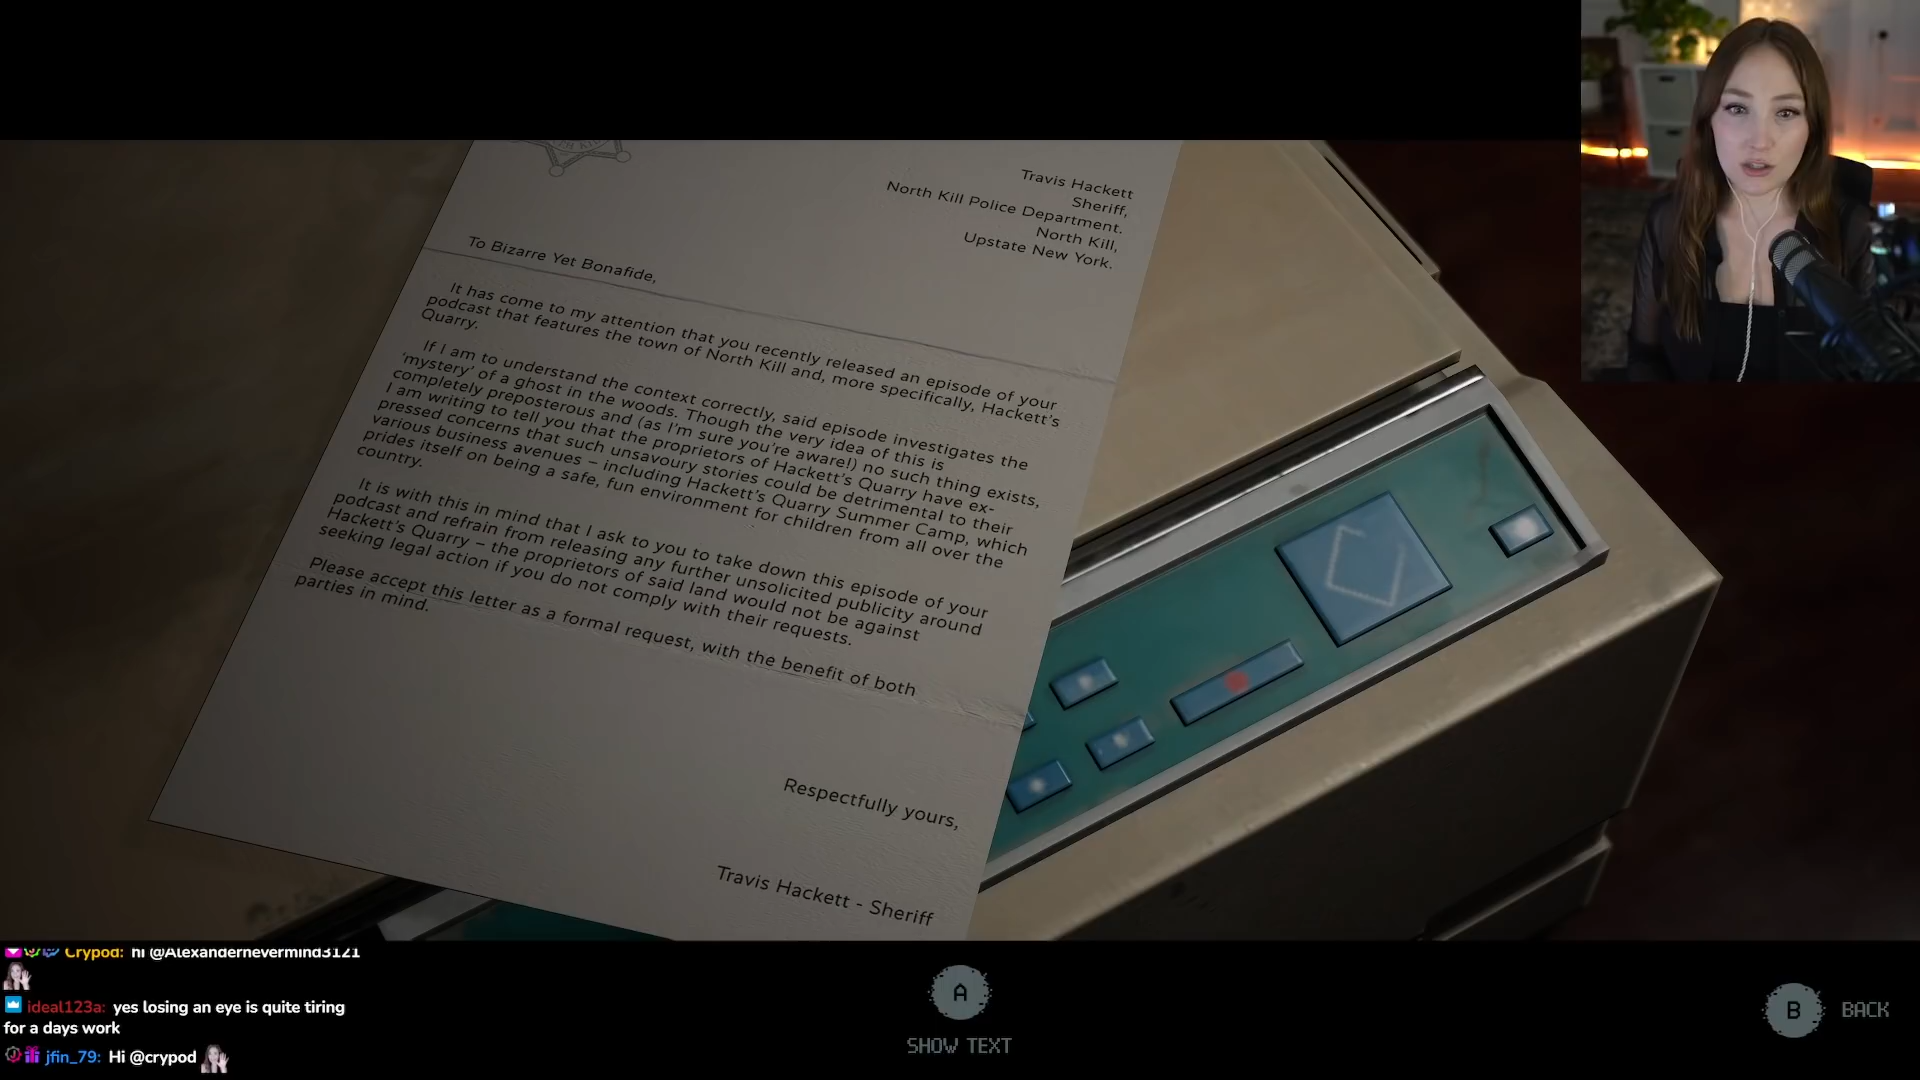 Travis Hackett
Sheriff,
North Kill Police Department.
North Kill,
Upstate New York.
To Bizarre Yet Bonafide,
It has come to my attention that you recently released an episode of your
podcast that features the town of North Kill and, more specifically, Hackett's
Quarry.
If I am to understand the context correctly, said episode investigates the
'mystery' of a ghost in the woods. Though the very idea of this is
completely preposterous and (as I'm sure you're aware!) no such thing exists,
I am writing to tell you that the proprietors of Hackett's Quarry have ex-
pressed concerns that such unsavoury stories could be detrimental to their
various business avenues – including Hackett's Quarry Summer Camp, which
prides itself on being a safe, fun environment for children from all over the
country.
It is with this in mind that I ask to you to take down this episode of your
podcast and refrain from releasing any further unsolicited publicity around
Hackett's Quarry – the proprietors of said land would not be against
seeking legal action if you do not comply with their requests.
Please accept this letter as a formal request, with the benefit of both
parties in mind.
Respectfully yours,
Travis Hackett - Sheriff
Crypod: hi @Alexandernevermind3121
ideal123a: yes losing an eye is quite tiring
for a days work
jfin_79: Hi @crypod
A
SHOW TEXT
B BACK